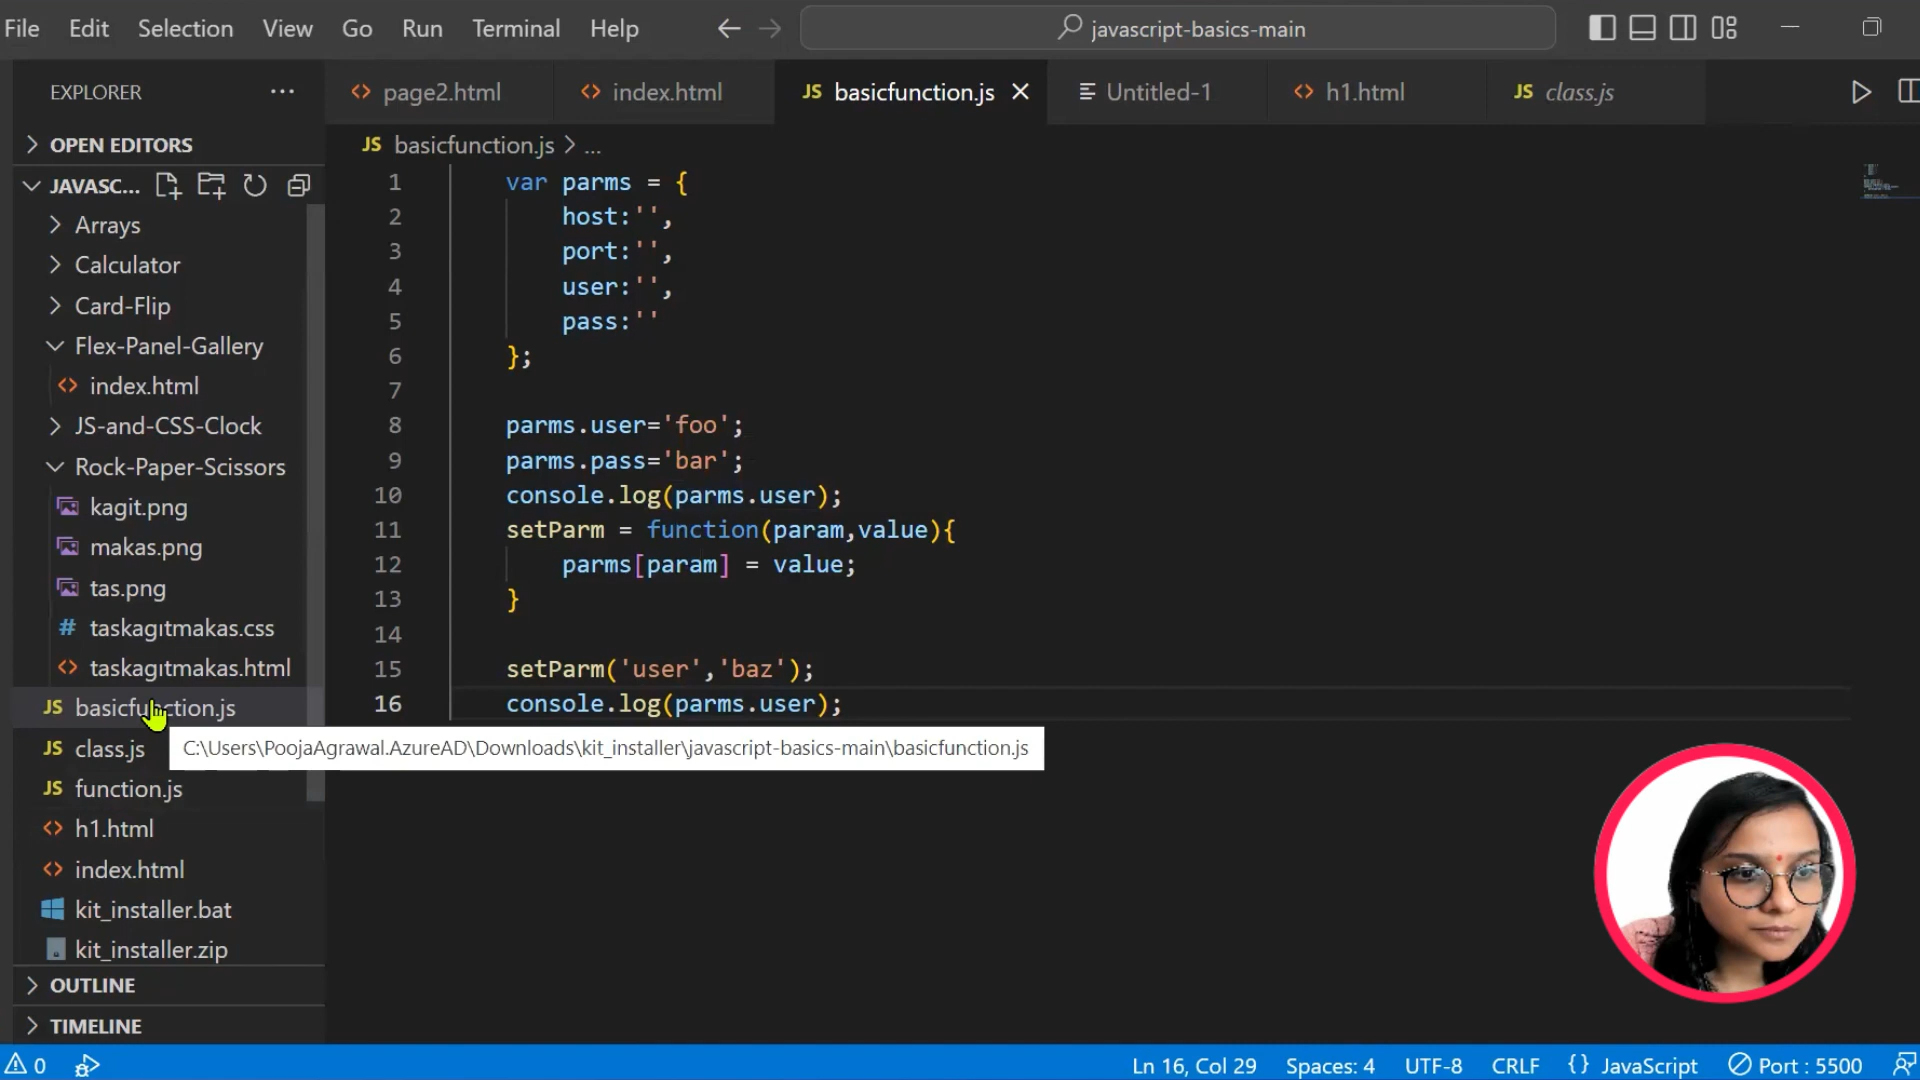 File Edit Selection View Go Run Terminal Help
javascript-basics-main
EXPLORER
page2.html
index.html
JS basicfunction.js
Untitled-1
h1.html
JS class.js
OPEN EDITORS
JS basicfunction.js > ...
JAVASC...
Arrays
Calculator
Card-Flip
Flex-Panel-Gallery
index.html
JS-and-CSS-Clock
Rock-Paper-Scissors
kagit.png
makas.png
tas.png
# taskagıtmakas.css
taskagıtmakas.html
JS basicfunction.js
JS class.js
JS function.js
h1.html
index.html
kit_installer.bat
kit_installer.zip
OUTLINE
TIMELINE
1 var parms = {
2 host:'',
3 port:'',
4 user:'',
5 pass:''
6 };
7
8 parms.user='foo';
9 parms.pass='bar';
10 console.log(parms.user);
11 setParm = function(param,value){
12 parms[param] = value;
13 }
14
15 setParm('user','baz');
16 console.log(parms.user);
C:\Users\PoojaAgrawal.AzureAD\Downloads\kit_installer\javascript-basics-main\basicfunction.js
0
Ln 16, Col 29 Spaces: 4 UTF-8 CRLF {} JavaScript Port : 5500